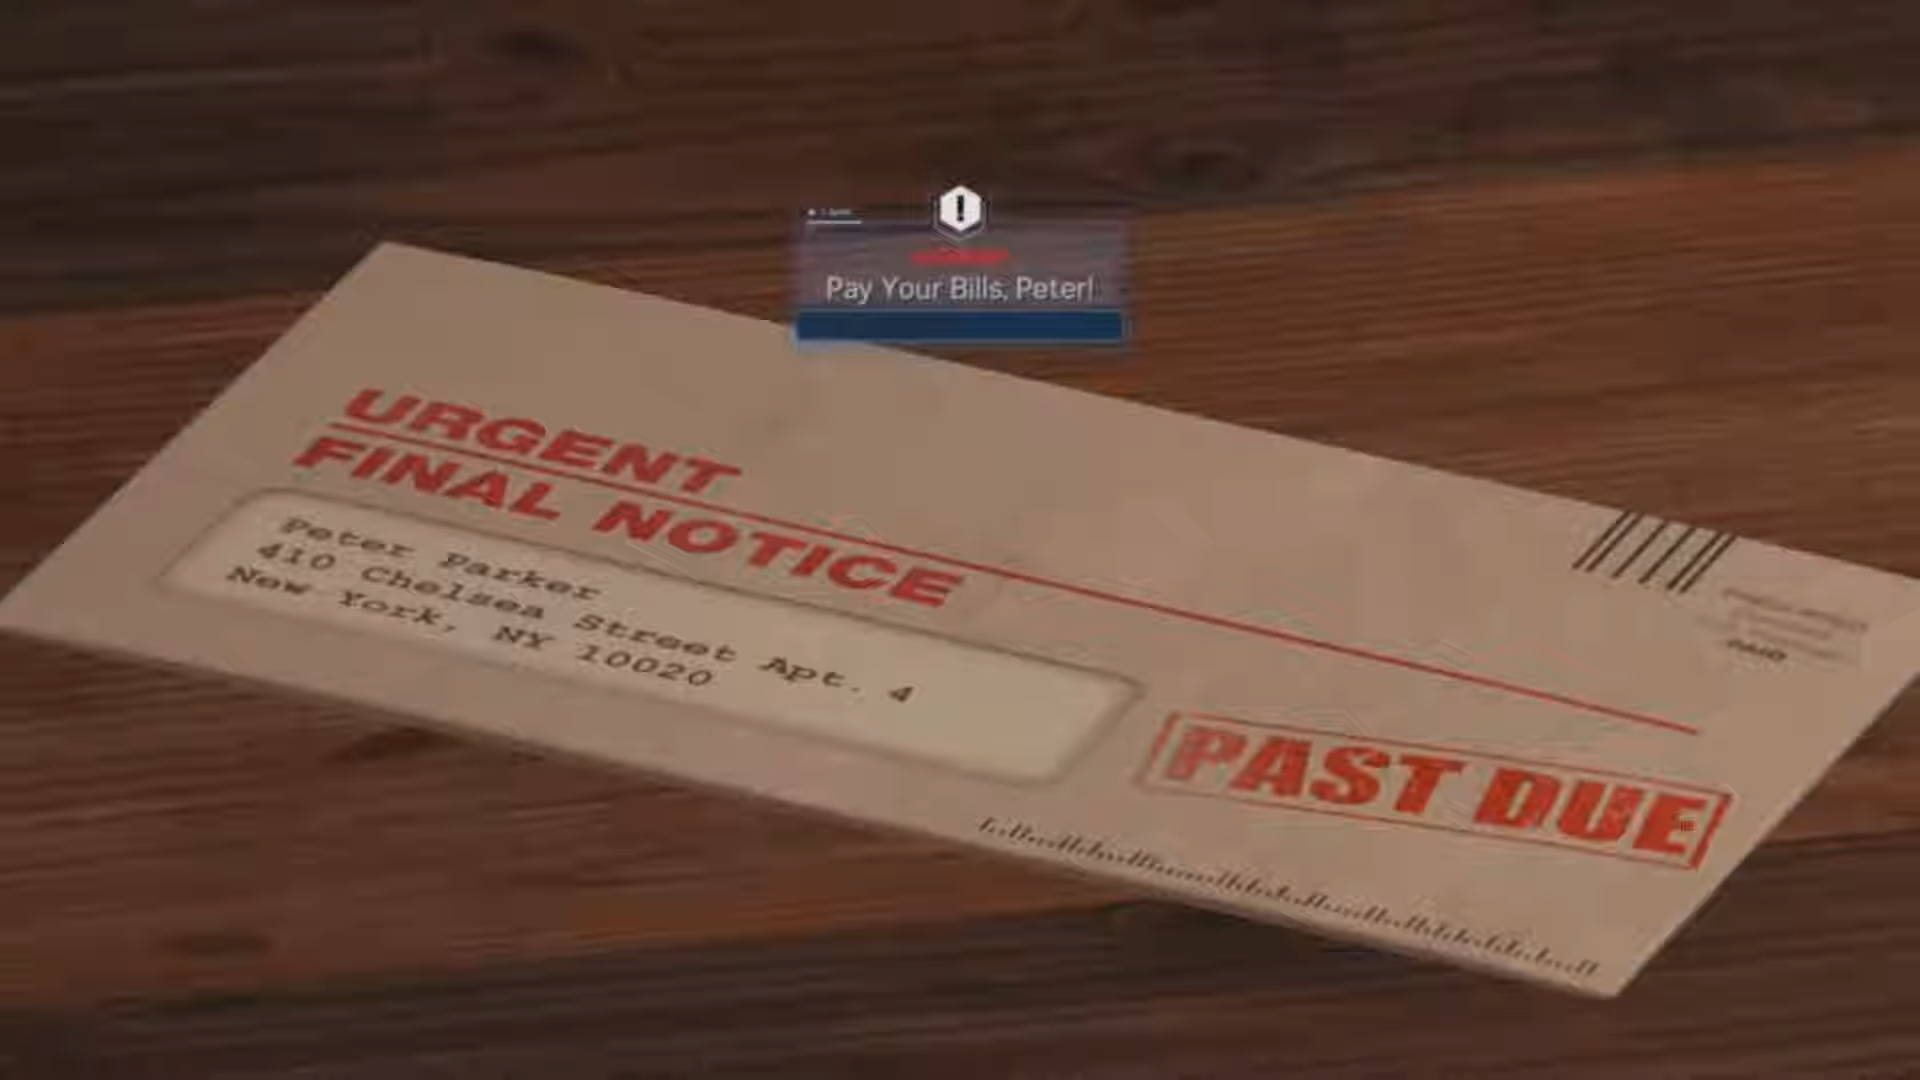 Pay Your Bills, Peter!
URGENT
FINAL NOTICE
Peter Parker
410 Chelsea Street Apt. 4
New York, NY 10020
PAID
PAST DUE